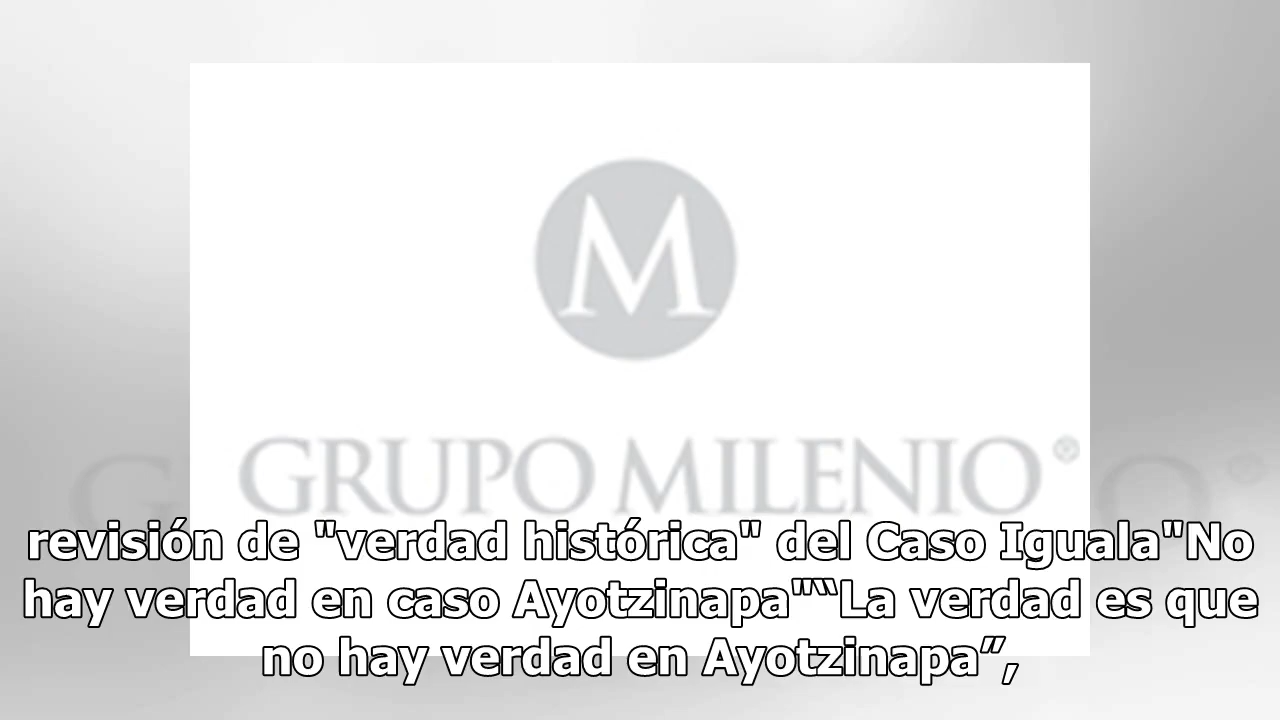 M
GRUPO MILENIO®
revisión de "verdad histórica" del Caso Iguala"No
hay verdad en caso Ayotzinapa"“La verdad es que
no hay verdad en Ayotzinapa”,